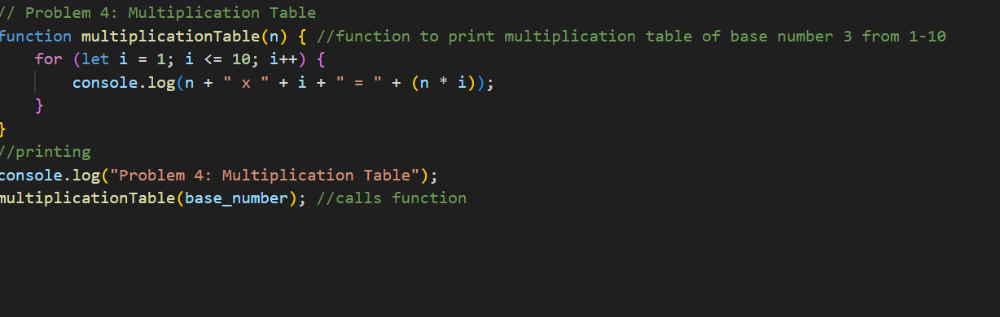 // Problem 4: Multiplication Table
function multiplicationTable(n) { //function to print multiplication table of base number 3 from 1-10
    for (let i = 1; i <= 10; i++) {
        console.log(n + " x " + i + " = " + (n * i));
    }
}
//printing
console.log("Problem 4: Multiplication Table");
multiplicationTable(base_number); //calls function